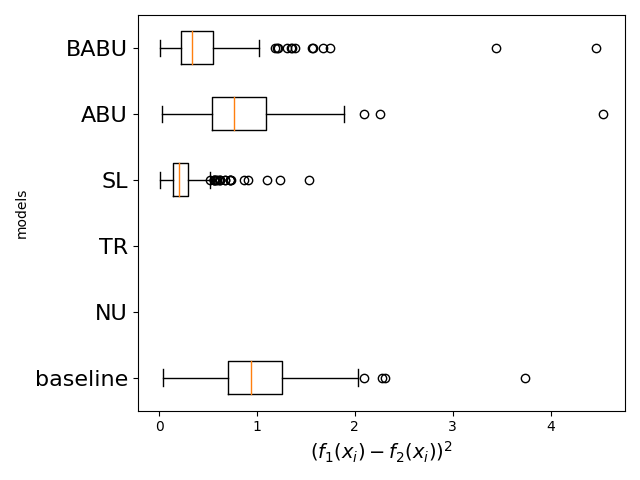 BABU
ABU
SL
TR
NU
baseline
models
0 1 2 3 4
(f₁(xᵢ) − f₂(xᵢ))²